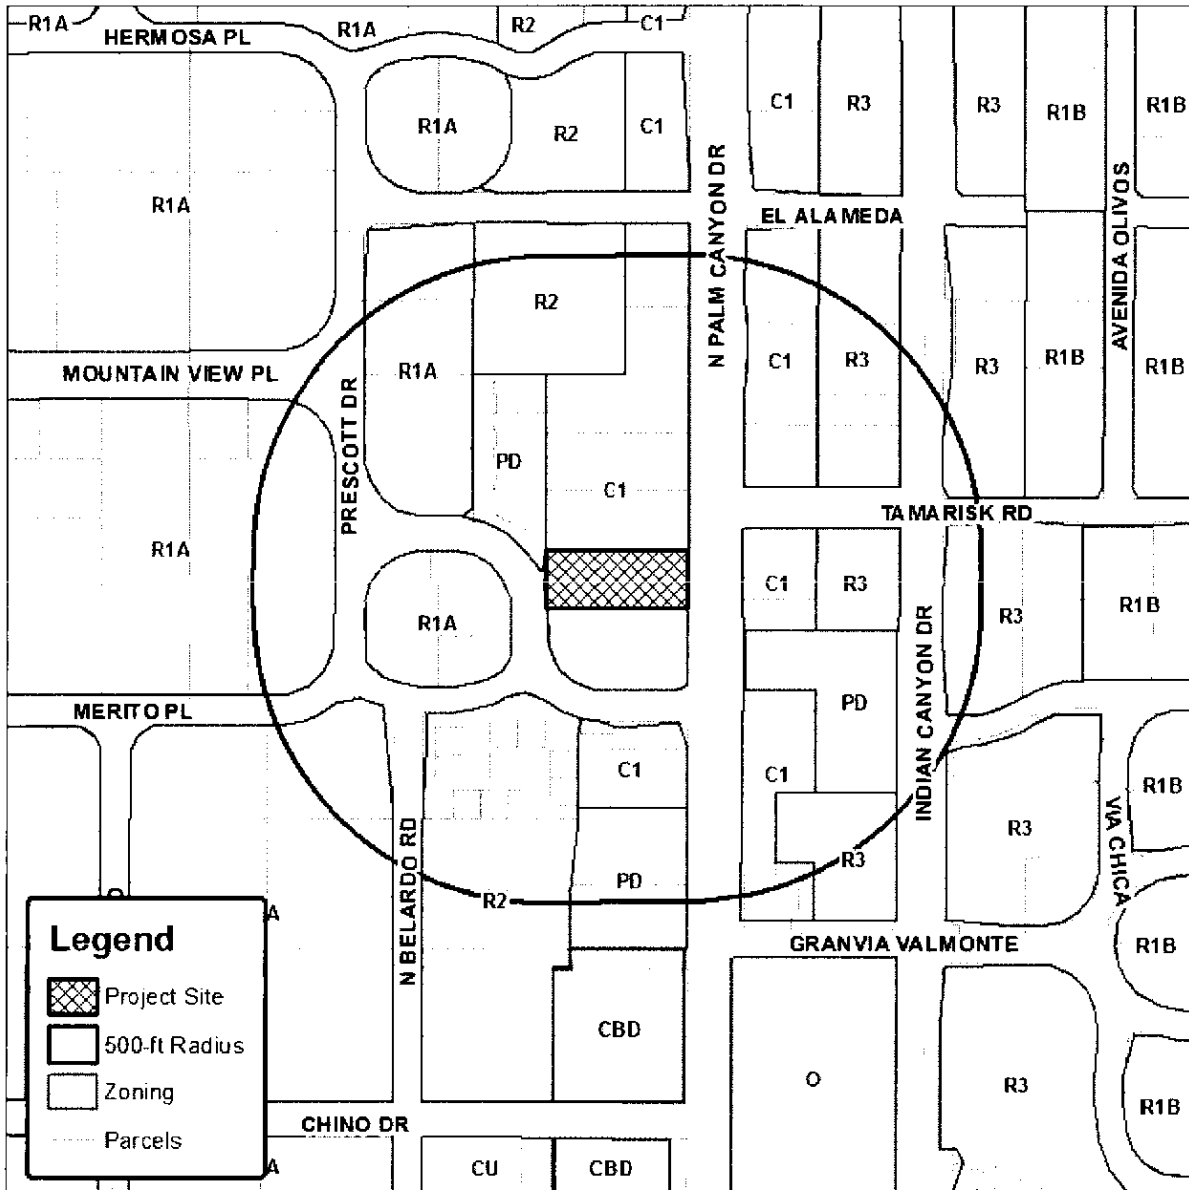 R1A
R1A
R2
C1
HERMOSA PL
R1A
R2
C1
C1
R3
R3
R1B
R1B
R1A
EL ALAMEDA
N PALM CANYON DR
AVENIDA OLIVOS
R2
MOUNTAIN VIEW PL
R1A
C1
R3
R3
R1B
R1B
PRESCOTT DR
PD
C1
TAMARISK RD
R1A
C1
R3
R1A
R3
R1B
INDIAN CANYON DR
MERITO PL
PD
C1
C1
R1B
R3
VIA CHICA
N BELARDO RD
R3
PD
R2
O
A
GRANVIA VALMONTE
R1B
Legend
Project Site
500-ft Radius
Zoning
Parcels
CBD
O
R3
R1B
CHINO DR
A
CU
CBD